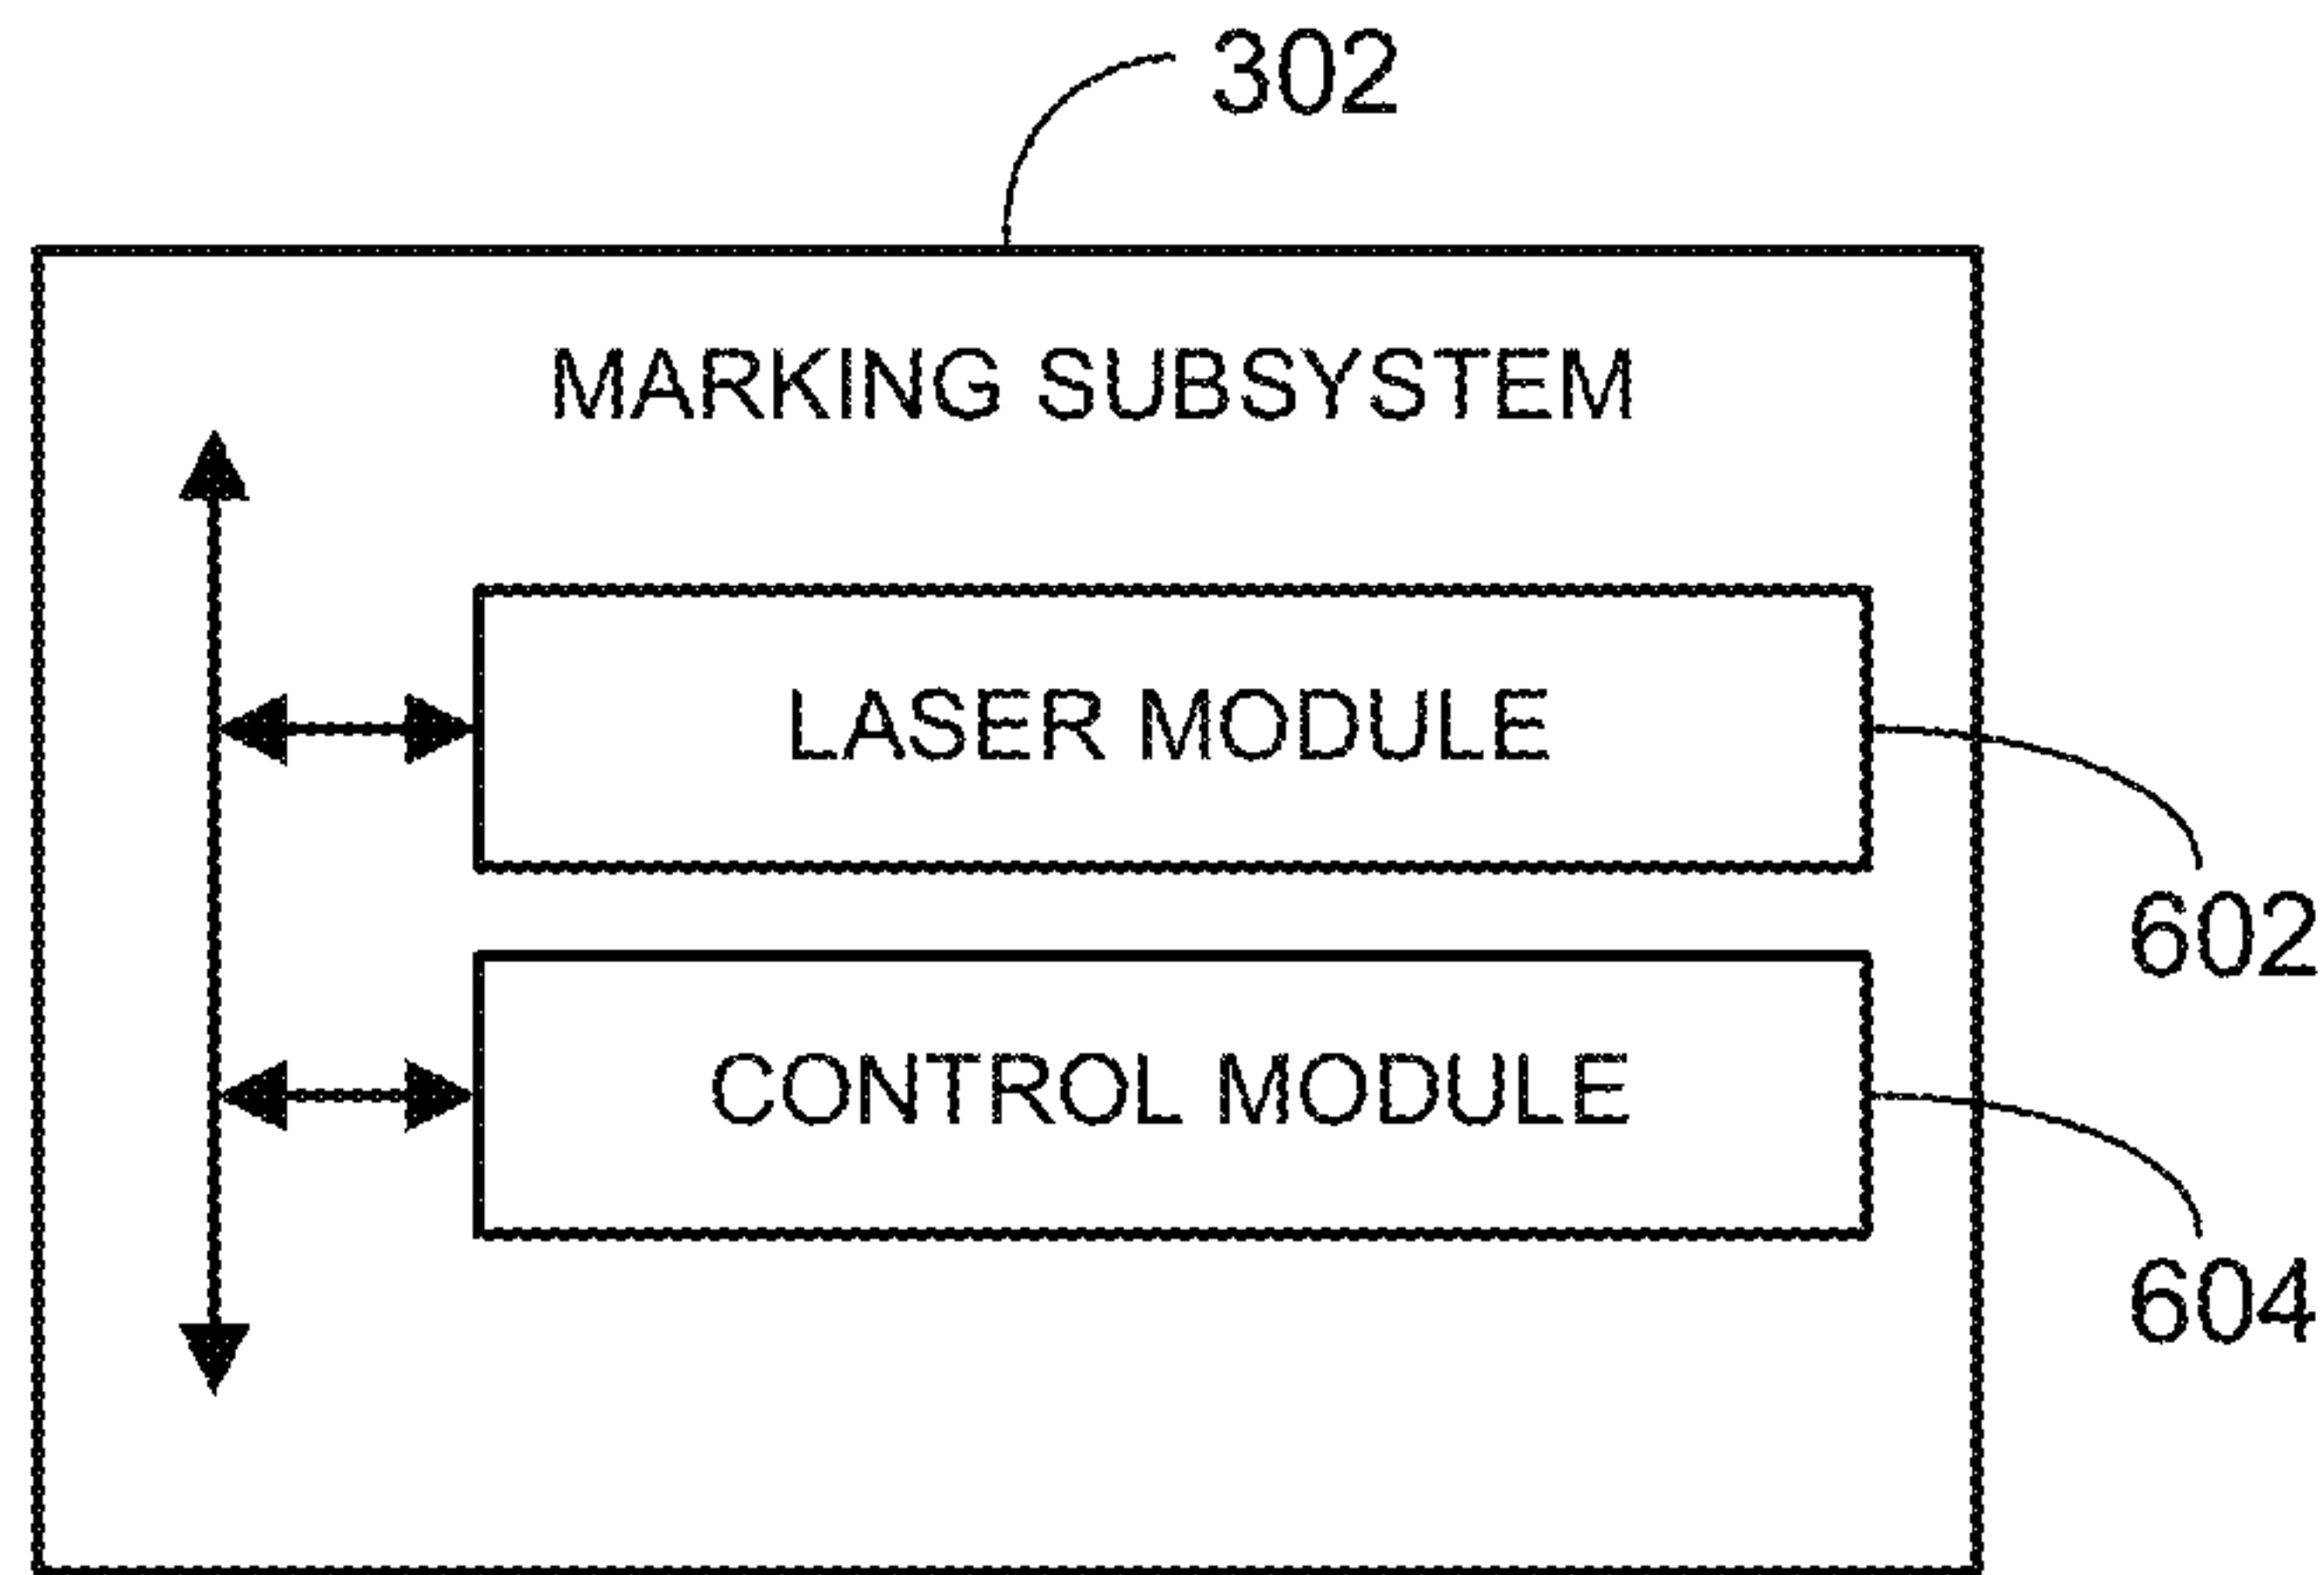 302
MARKING SUBSYSTEM
LASER MODULE
602
CONTROL MODULE
604